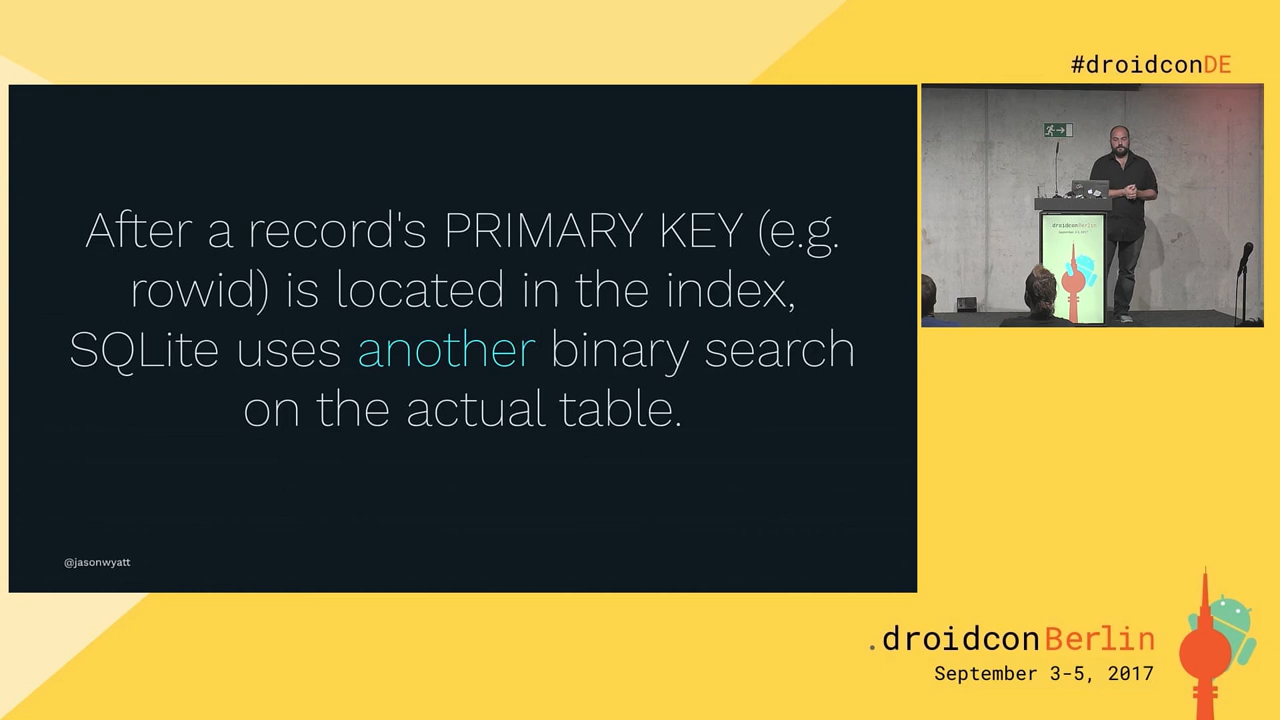 #droidconDE
After a record's PRIMARY KEY (e.g.
rowid) is located in the index,
SQLite uses another binary search
on the actual table.
@jasonwyatt
droidconBerlin
.droidconBerlin
September 3-5, 2017